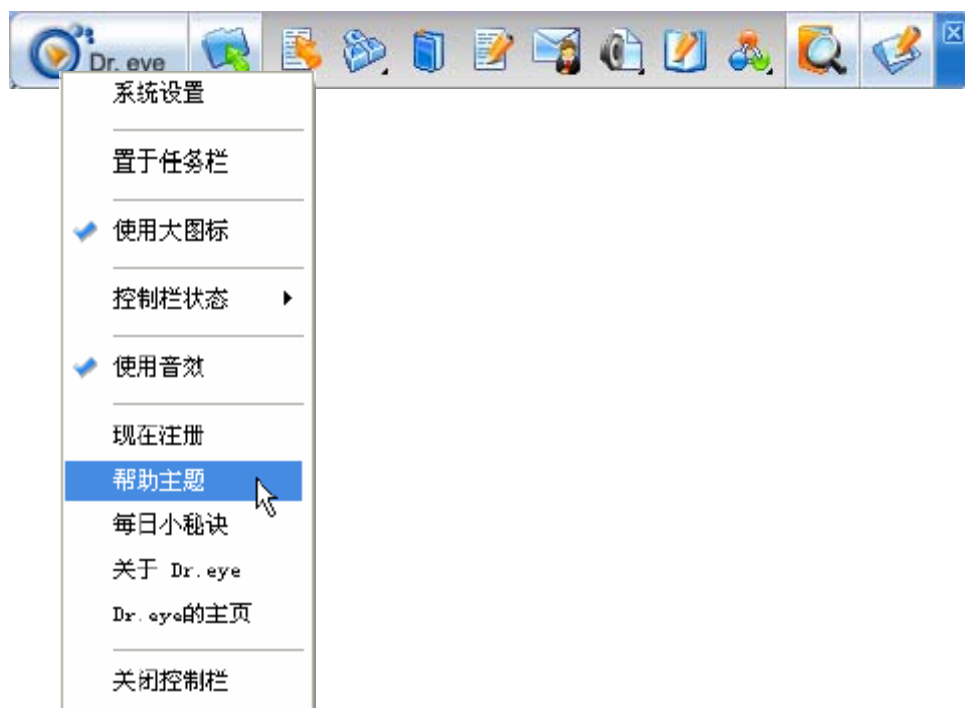 Dr. eye
系统设置
置于任务栏
使用大图标
控制栏状态
使用音效
现在注册
帮助主题
每日小秘诀
关于 Dr.eye
Dr.eye的主页
关闭控制栏